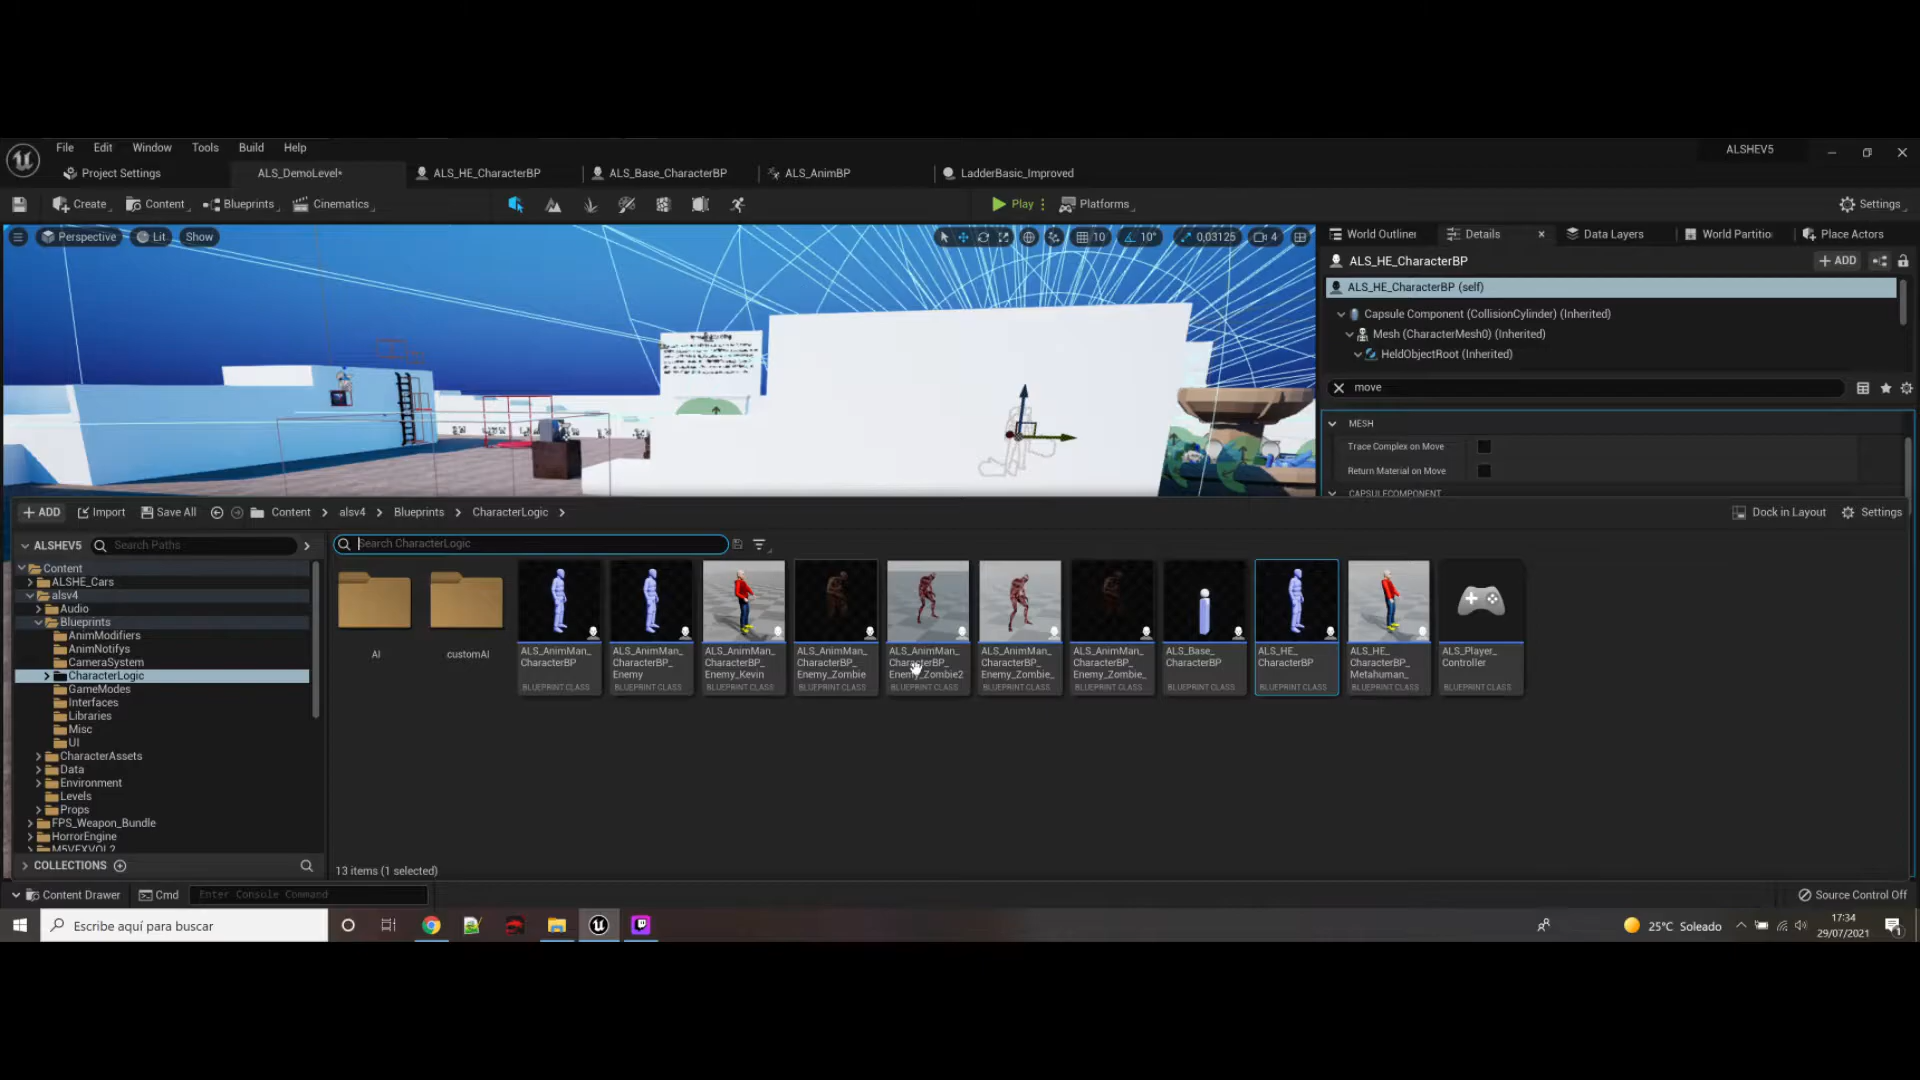 File Edit Window Tools Build Help
ALSHEV5
Project Settings
ALS_DemoLevel*
ALS_HE_CharacterBP
ALS_Base_CharacterBP
ALS_AnimBP
LadderBasic_Improved
Create
Content
Blueprints
Cinematics
Play
Platforms
Settings
Perspective
Lit
Show
10
10°
0,03125
4
World Outliner
Details
Data Layers
World Partitio
Place Actors
ALS_HE_CharacterBP
+ ADD
ALS_HE_CharacterBP (self)
Capsule Component (CollisionCylinder) (Inherited)
Mesh (CharacterMesh0) (Inherited)
HeldObjectRoot (Inherited)
move
MESH
Trace Complex on Move
Return Material on Move
CAPSULECOMPONENT
+ ADD
Import
Save All
Content > alsv4 > Blueprints > CharacterLogic >
Dock in Layout
Settings
ALSHEV5
Search Paths
Search CharacterLogic
Content
ALSHE_Cars
alsv4
Audio
Blueprints
AnimModifiers
AnimNotifys
CameraSystem
CharacterLogic
GameModes
Interfaces
Libraries
Misc
UI
CharacterAssets
Data
Environment
Levels
Props
FPS_Weapon_Bundle
HorrorEngine
M5VFXVOL2
COLLECTIONS
AI
customAI
ALS_AnimMan_
CharacterBP
BLUEPRINT CLASS
ALS_AnimMan_
CharacterBP_
Enemy
BLUEPRINT CLASS
ALS_AnimMan_
CharacterBP_
Enemy_Kevin
BLUEPRINT CLASS
ALS_AnimMan_
CharacterBP_
Enemy_Zombie
BLUEPRINT CLASS
ALS_AnimMan_
CharacterBP_
Enemy_Zombie2
BLUEPRINT CLASS
ALS_AnimMan_
CharacterBP_
Enemy_Zombie_
BLUEPRINT CLASS
ALS_AnimMan_
CharacterBP_
Enemy_Zombie_
BLUEPRINT CLASS
ALS_Base_
CharacterBP
BLUEPRINT CLASS
ALS_HE_
CharacterBP
BLUEPRINT CLASS
ALS_HE_
CharacterBP_
Metahuman_
BLUEPRINT CLASS
ALS_Player_
Controller
BLUEPRINT CLASS
13 items (1 selected)
Content Drawer
Cmd
Enter Console Command
Source Control Off
Escribe aquí para buscar
25°C Soleado
17:34
29/07/2021
1